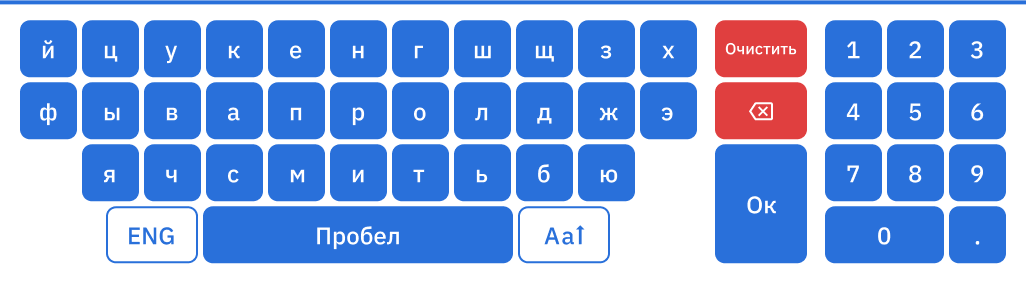 й ц у к е н г ш щ з х Очистить 1 2 3
ф ы в а п р о л д ж э 4 5 6
я ч с м и т ь б ю Ок 7 8 9
ENG Пробел Aa↑ 0 .